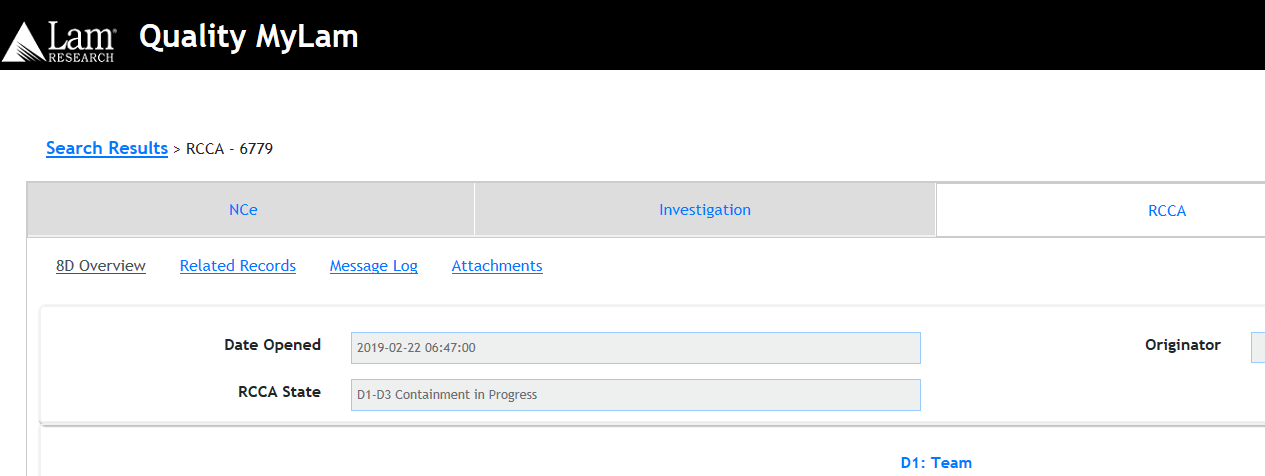 Lam® RESEARCH Quality MyLam
Search Results > RCCA - 6779
NCe Investigation RCCA
8D Overview Related Records Message Log Attachments
Date Opened 2019-02-22 06:47:00 Originator
RCCA State D1-D3 Containment in Progress
D1: Team